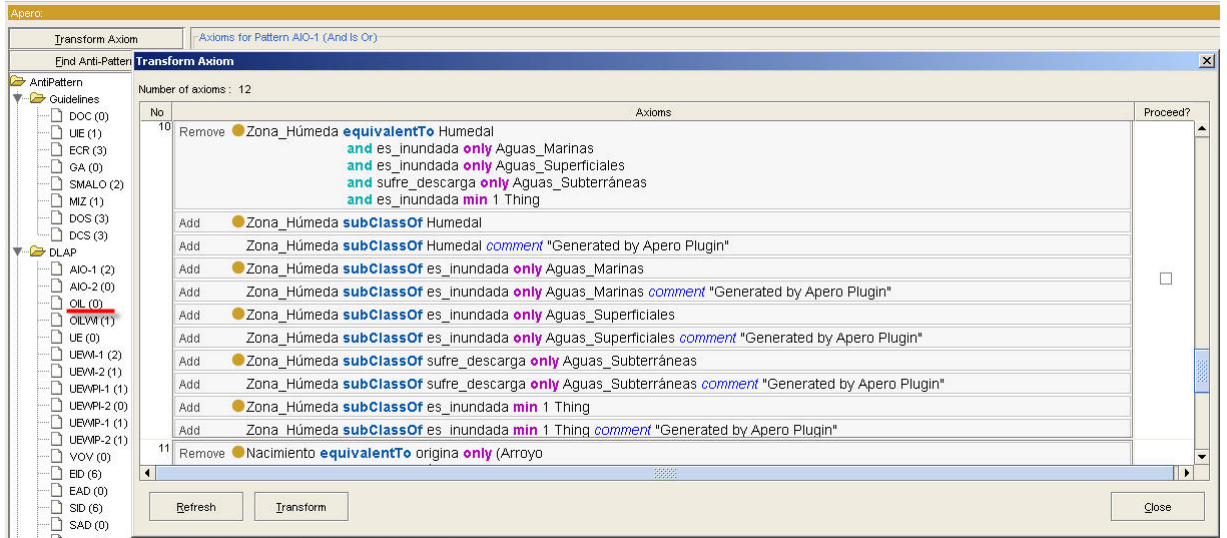 Apero:
Transform Axiom
Axioms for Pattern AIO-1 (And Is Or)
Find Anti-Patter
Transform Axiom
AntiPattern
Guidelines
DOC (0)
UIE (1)
ECR (3)
GA (0)
SMALO (2)
MIZ (1)
DOS (3)
DCS (3)
DLAP
AIO-1 (2)
AIO-2 (0)
OIL (0)
OILWI (1)
UE (0)
UEWI-1 (2)
UEWI-2 (1)
UEWPI-1 (1)
UEWPI-2 (0)
UEWIP-1 (1)
UEWIP-2 (1)
VOV (0)
EID (6)
EAD (0)
SID (6)
SAD (0)
Number of axioms : 12
No Axioms Proceed?
10 Remove Zona_Húmeda equivalentTo Humedal
and es_inundada only Aguas_Marinas
and es_inundada only Aguas_Superficiales
and sufre_descarga only Aguas_Subterráneas
and es_inundada min 1 Thing
Add Zona_Húmeda subClassOf Humedal
Add Zona_Húmeda subClassOf Humedal comment "Generated by Apero Plugin"
Add Zona_Húmeda subClassOf es_inundada only Aguas_Marinas
Add Zona_Húmeda subClassOf es_inundada only Aguas_Marinas comment "Generated by Apero Plugin"
Add Zona_Húmeda subClassOf es_inundada only Aguas_Superficiales
Add Zona_Húmeda subClassOf es_inundada only Aguas_Superficiales comment "Generated by Apero Plugin"
Add Zona_Húmeda subClassOf sufre_descarga only Aguas_Subterráneas
Add Zona_Húmeda subClassOf sufre_descarga only Aguas_Subterráneas comment "Generated by Apero Plugin"
Add Zona_Húmeda subClassOf es_inundada min 1 Thing
Add Zona_Húmeda subClassOf es_inundada min 1 Thing comment "Generated by Apero Plugin"
11 Remove Nacimiento equivalentTo origina only (Arroyo
Refresh Transform Close